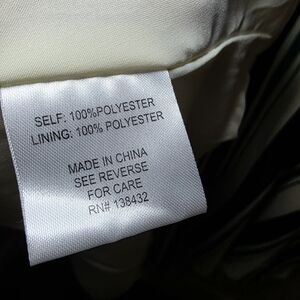 SELF: 100%POLYESTER
LINING: 100% POLYESTER
MADE IN CHINA
SEE REVERSE
FOR CARE
RN# 138432